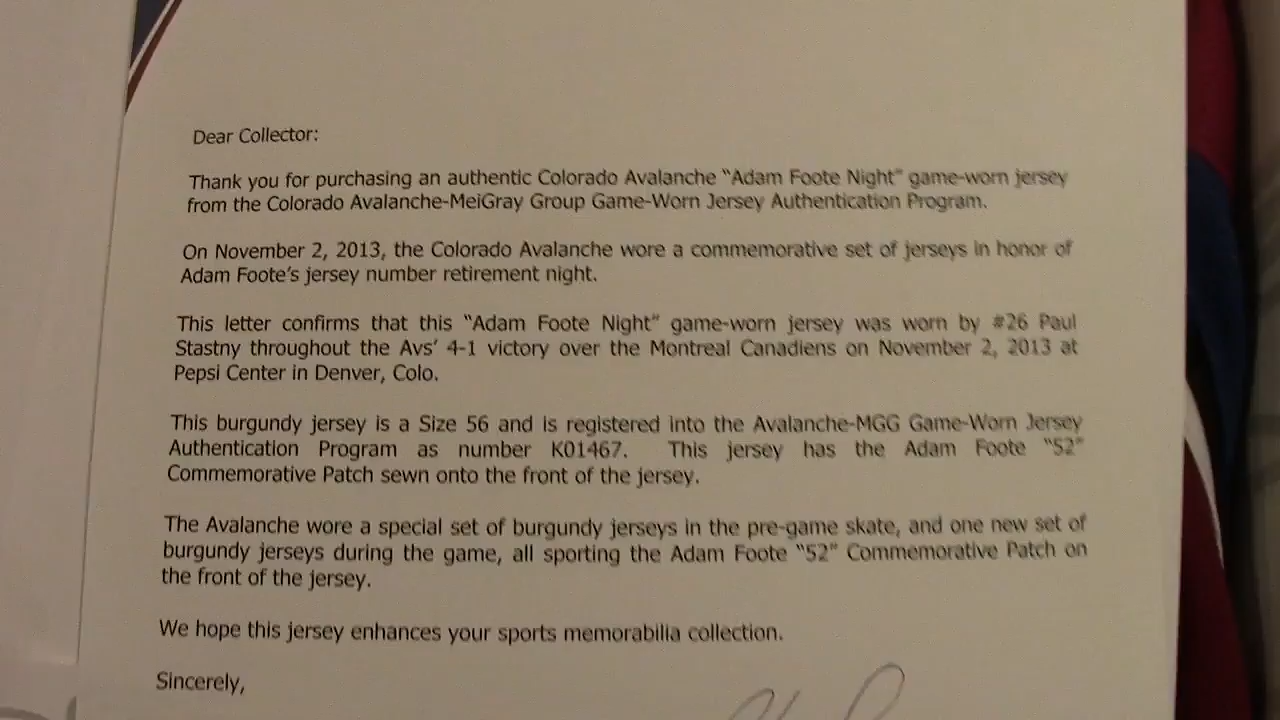 Dear Collector:
Thank you for purchasing an authentic Colorado Avalanche “Adam Foote Night” game-worn jersey
from the Colorado Avalanche-MeiGray Group Game-Worn Jersey Authentication Program.
On November 2, 2013, the Colorado Avalanche wore a commemorative set of jerseys in honor of
Adam Foote’s jersey number retirement night.
This letter confirms that this “Adam Foote Night” game-worn jersey was worn by #26 Paul
Stastny throughout the Avs’ 4-1 victory over the Montreal Canadiens on November 2, 2013 at
Pepsi Center in Denver, Colo.
This burgundy jersey is a Size 56 and is registered into the Avalanche-MGG Game-Worn Jersey
Authentication Program as number K01467. This jersey has the Adam Foote “52”
Commemorative Patch sewn onto the front of the jersey.
The Avalanche wore a special set of burgundy jerseys in the pre-game skate, and one new set of
burgundy jerseys during the game, all sporting the Adam Foote “52” Commemorative Patch on
the front of the jersey.
We hope this jersey enhances your sports memorabilia collection.
Sincerely,